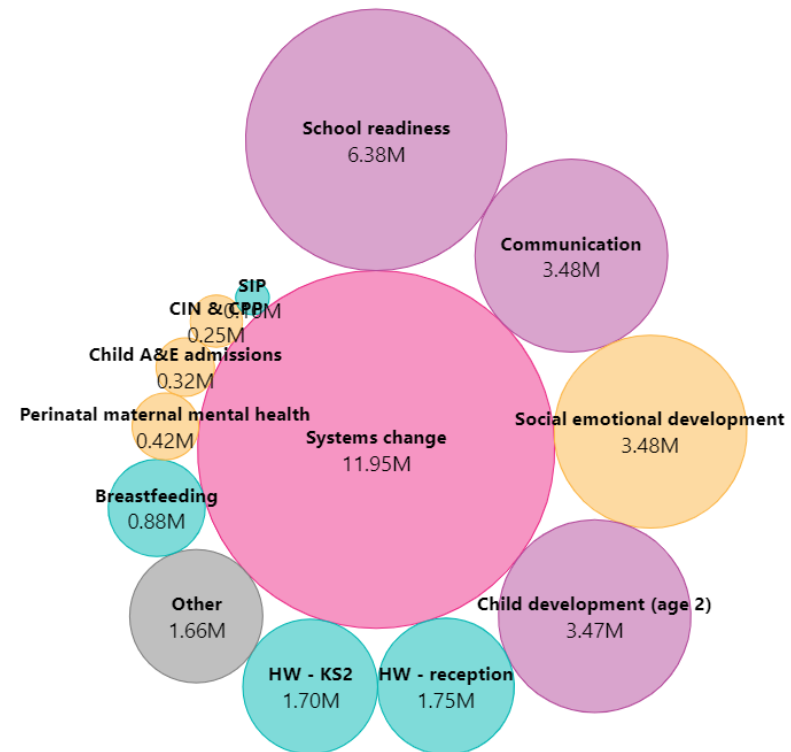 School readiness
6.38M
Communication
3.48M
SIP
CIN & CPP
0.25M
Child A&E admissions
0.32M
Perinatal maternal mental health
0.42M
Social emotional development
3.48M
Systems change
11.95M
Breastfeeding
0.88M
Other
1.66M
Child development (age 2)
3.47M
HW - KS2
1.70M
HW - reception
1.75M